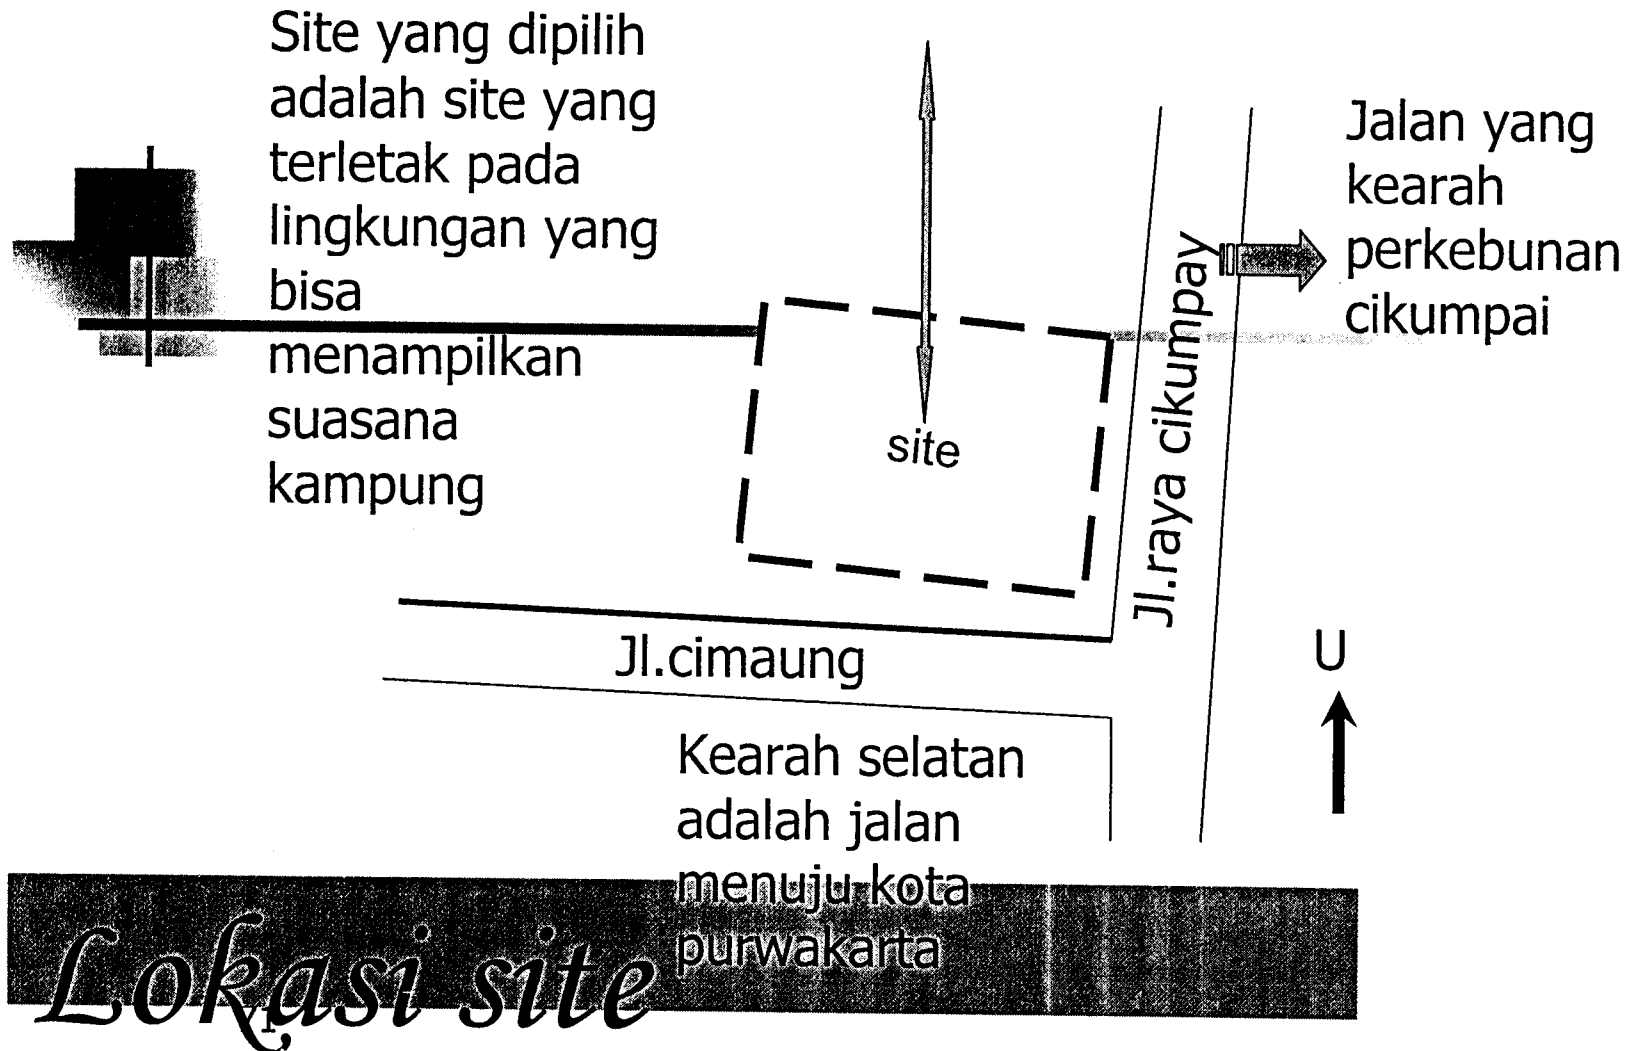 Site yang dipilih
adalah site yang
terletak pada
lingkungan yang
bisa
menampilkan
suasana
kampung
Jalan yang
kearah
perkebunan
cikumpai
Jl.raya cikumpay
site
Jl.cimaung
U
Kearah selatan
adalah jalan
menuju kota
purwakarta
Lokasi site